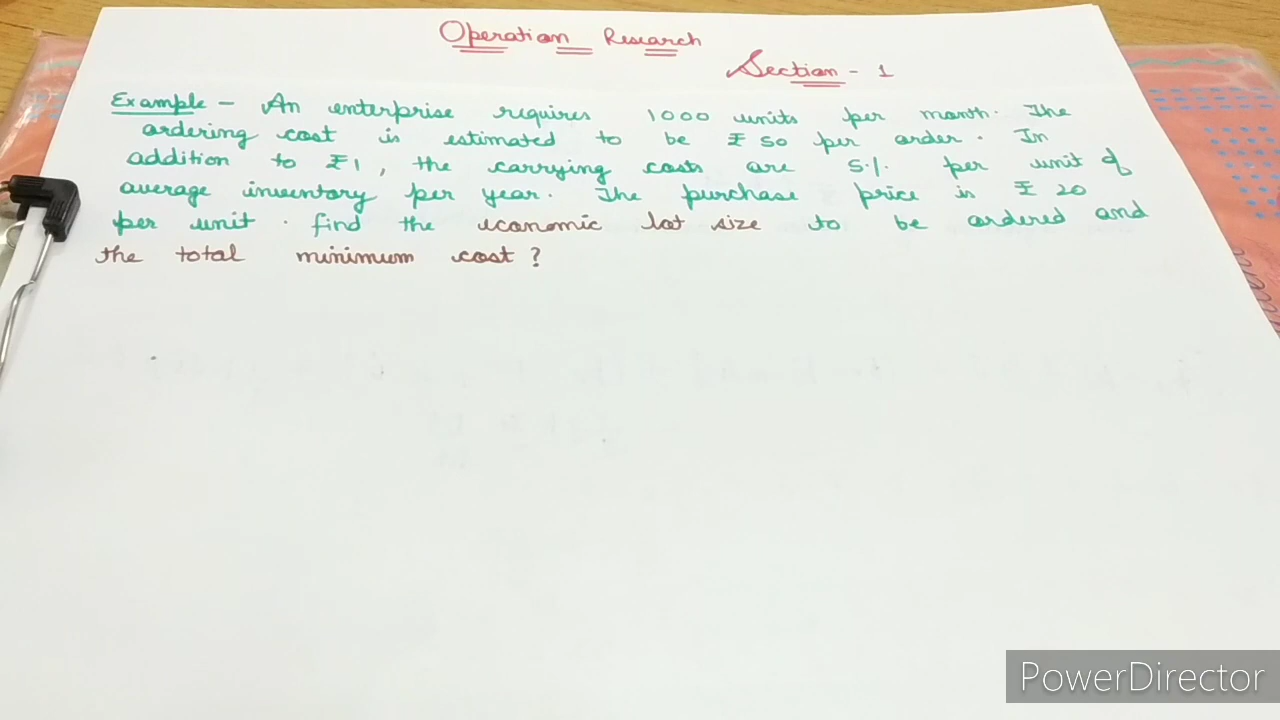 Operation Research
Section - 1
Example - An enterprise requires 1000 units per month. The
ordering cost is estimated to be ₹ 50 per order. In
addition to ₹1, the carrying costs are 5% per unit of
average inventory per year. The purchase price is ₹ 20
per unit. find the economic lot size to be ordered and
the total minimum cost?
PowerDirector